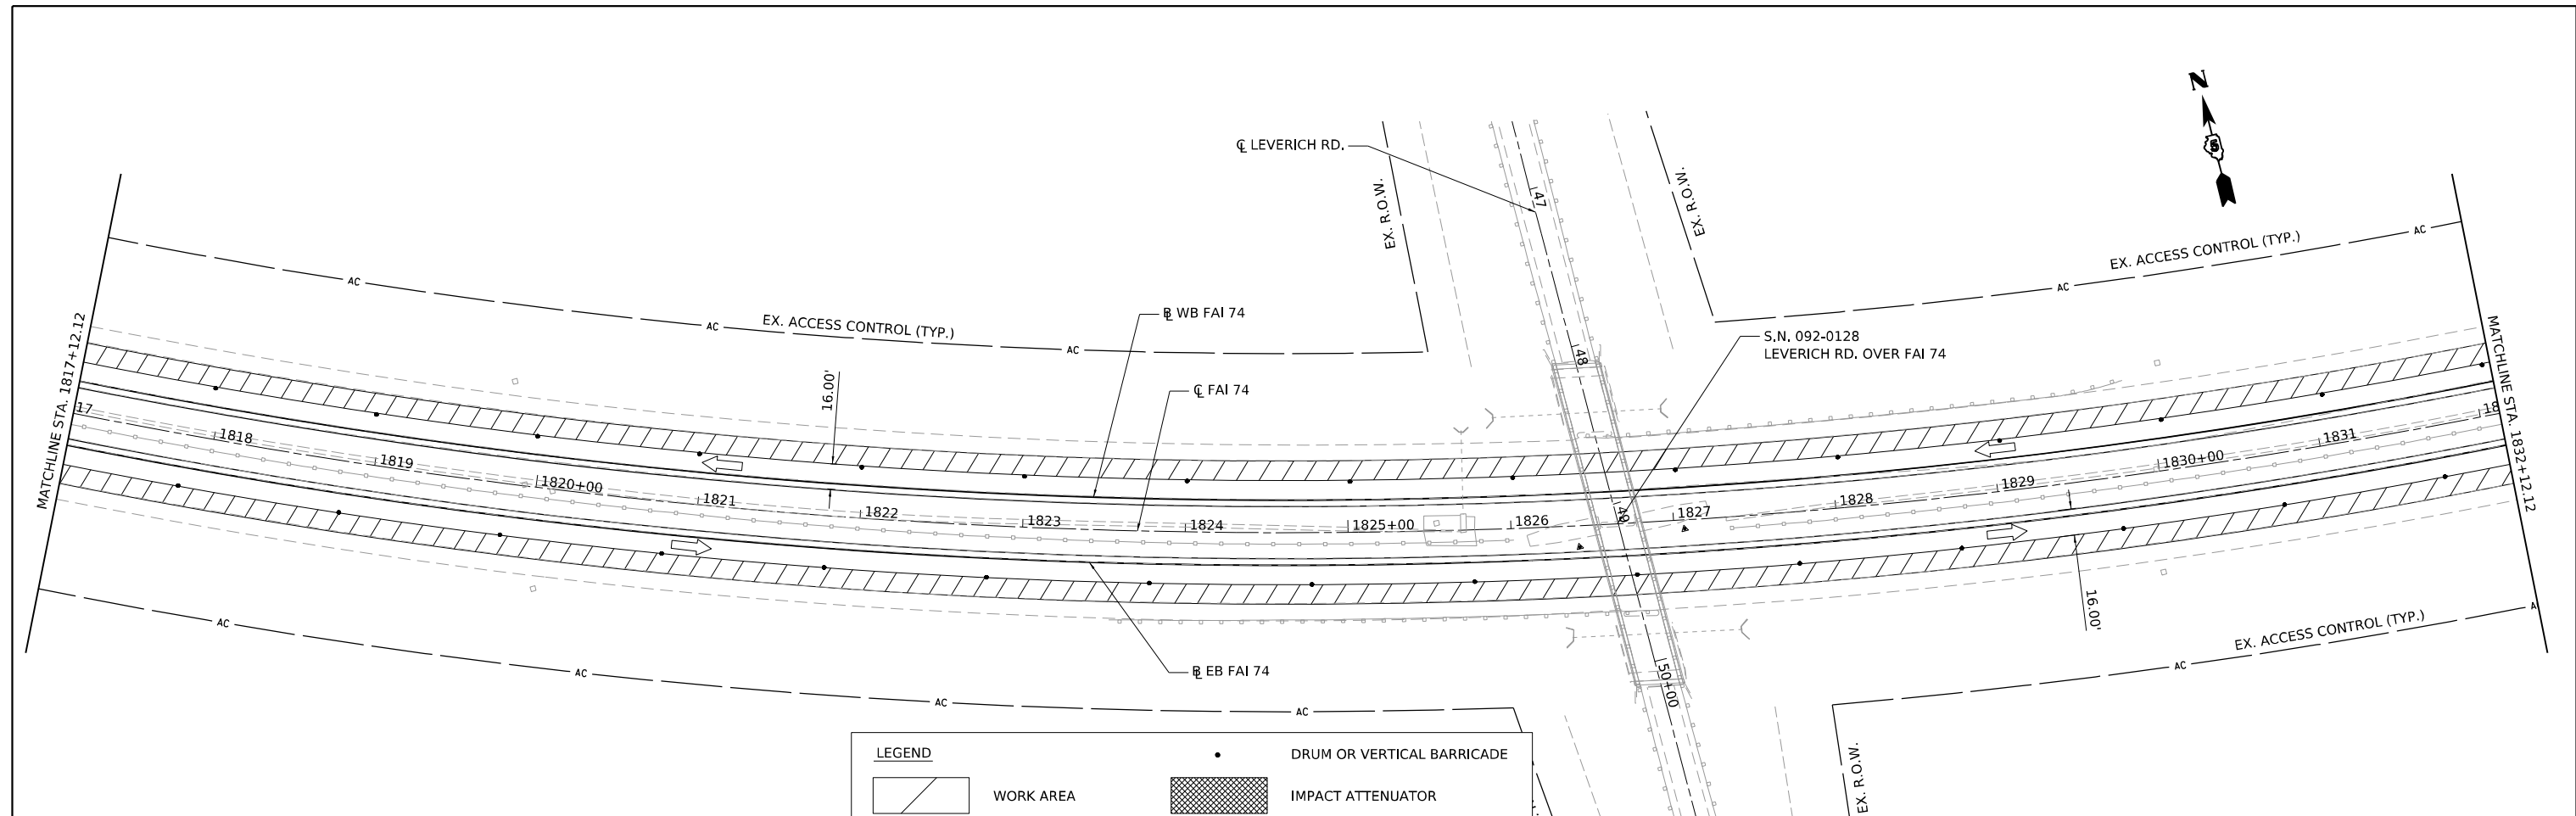 N
5
℄ LEVERICH RD.
47
EX. R.O.W.
EX. R.O.W.
AC
EX. ACCESS CONTROL (TYP.)
AC
AC
EX. ACCESS CONTROL (TYP.)
AC
AC
B̲L WB FAI 74
48
S.N. 092-0128
LEVERICH RD. OVER FAI 74
MATCHLINE STA. 1817+12.12
MATCHLINE STA. 1832+12.12
16.00'
℄ FAI 74
17
1818
1819
1820+00
1821
1822
1823
1824
1825+00
1826
49
1827
1828
1829
1830+00
1831
18
16.00'
AC
AC
AC
AC
B̲L EB FAI 74
50+00
EX. ACCESS CONTROL (TYP.)
AC
A
EX. R.O.W.
LEGEND
DRUM OR VERTICAL BARRICADE
WORK AREA
IMPACT ATTENUATOR